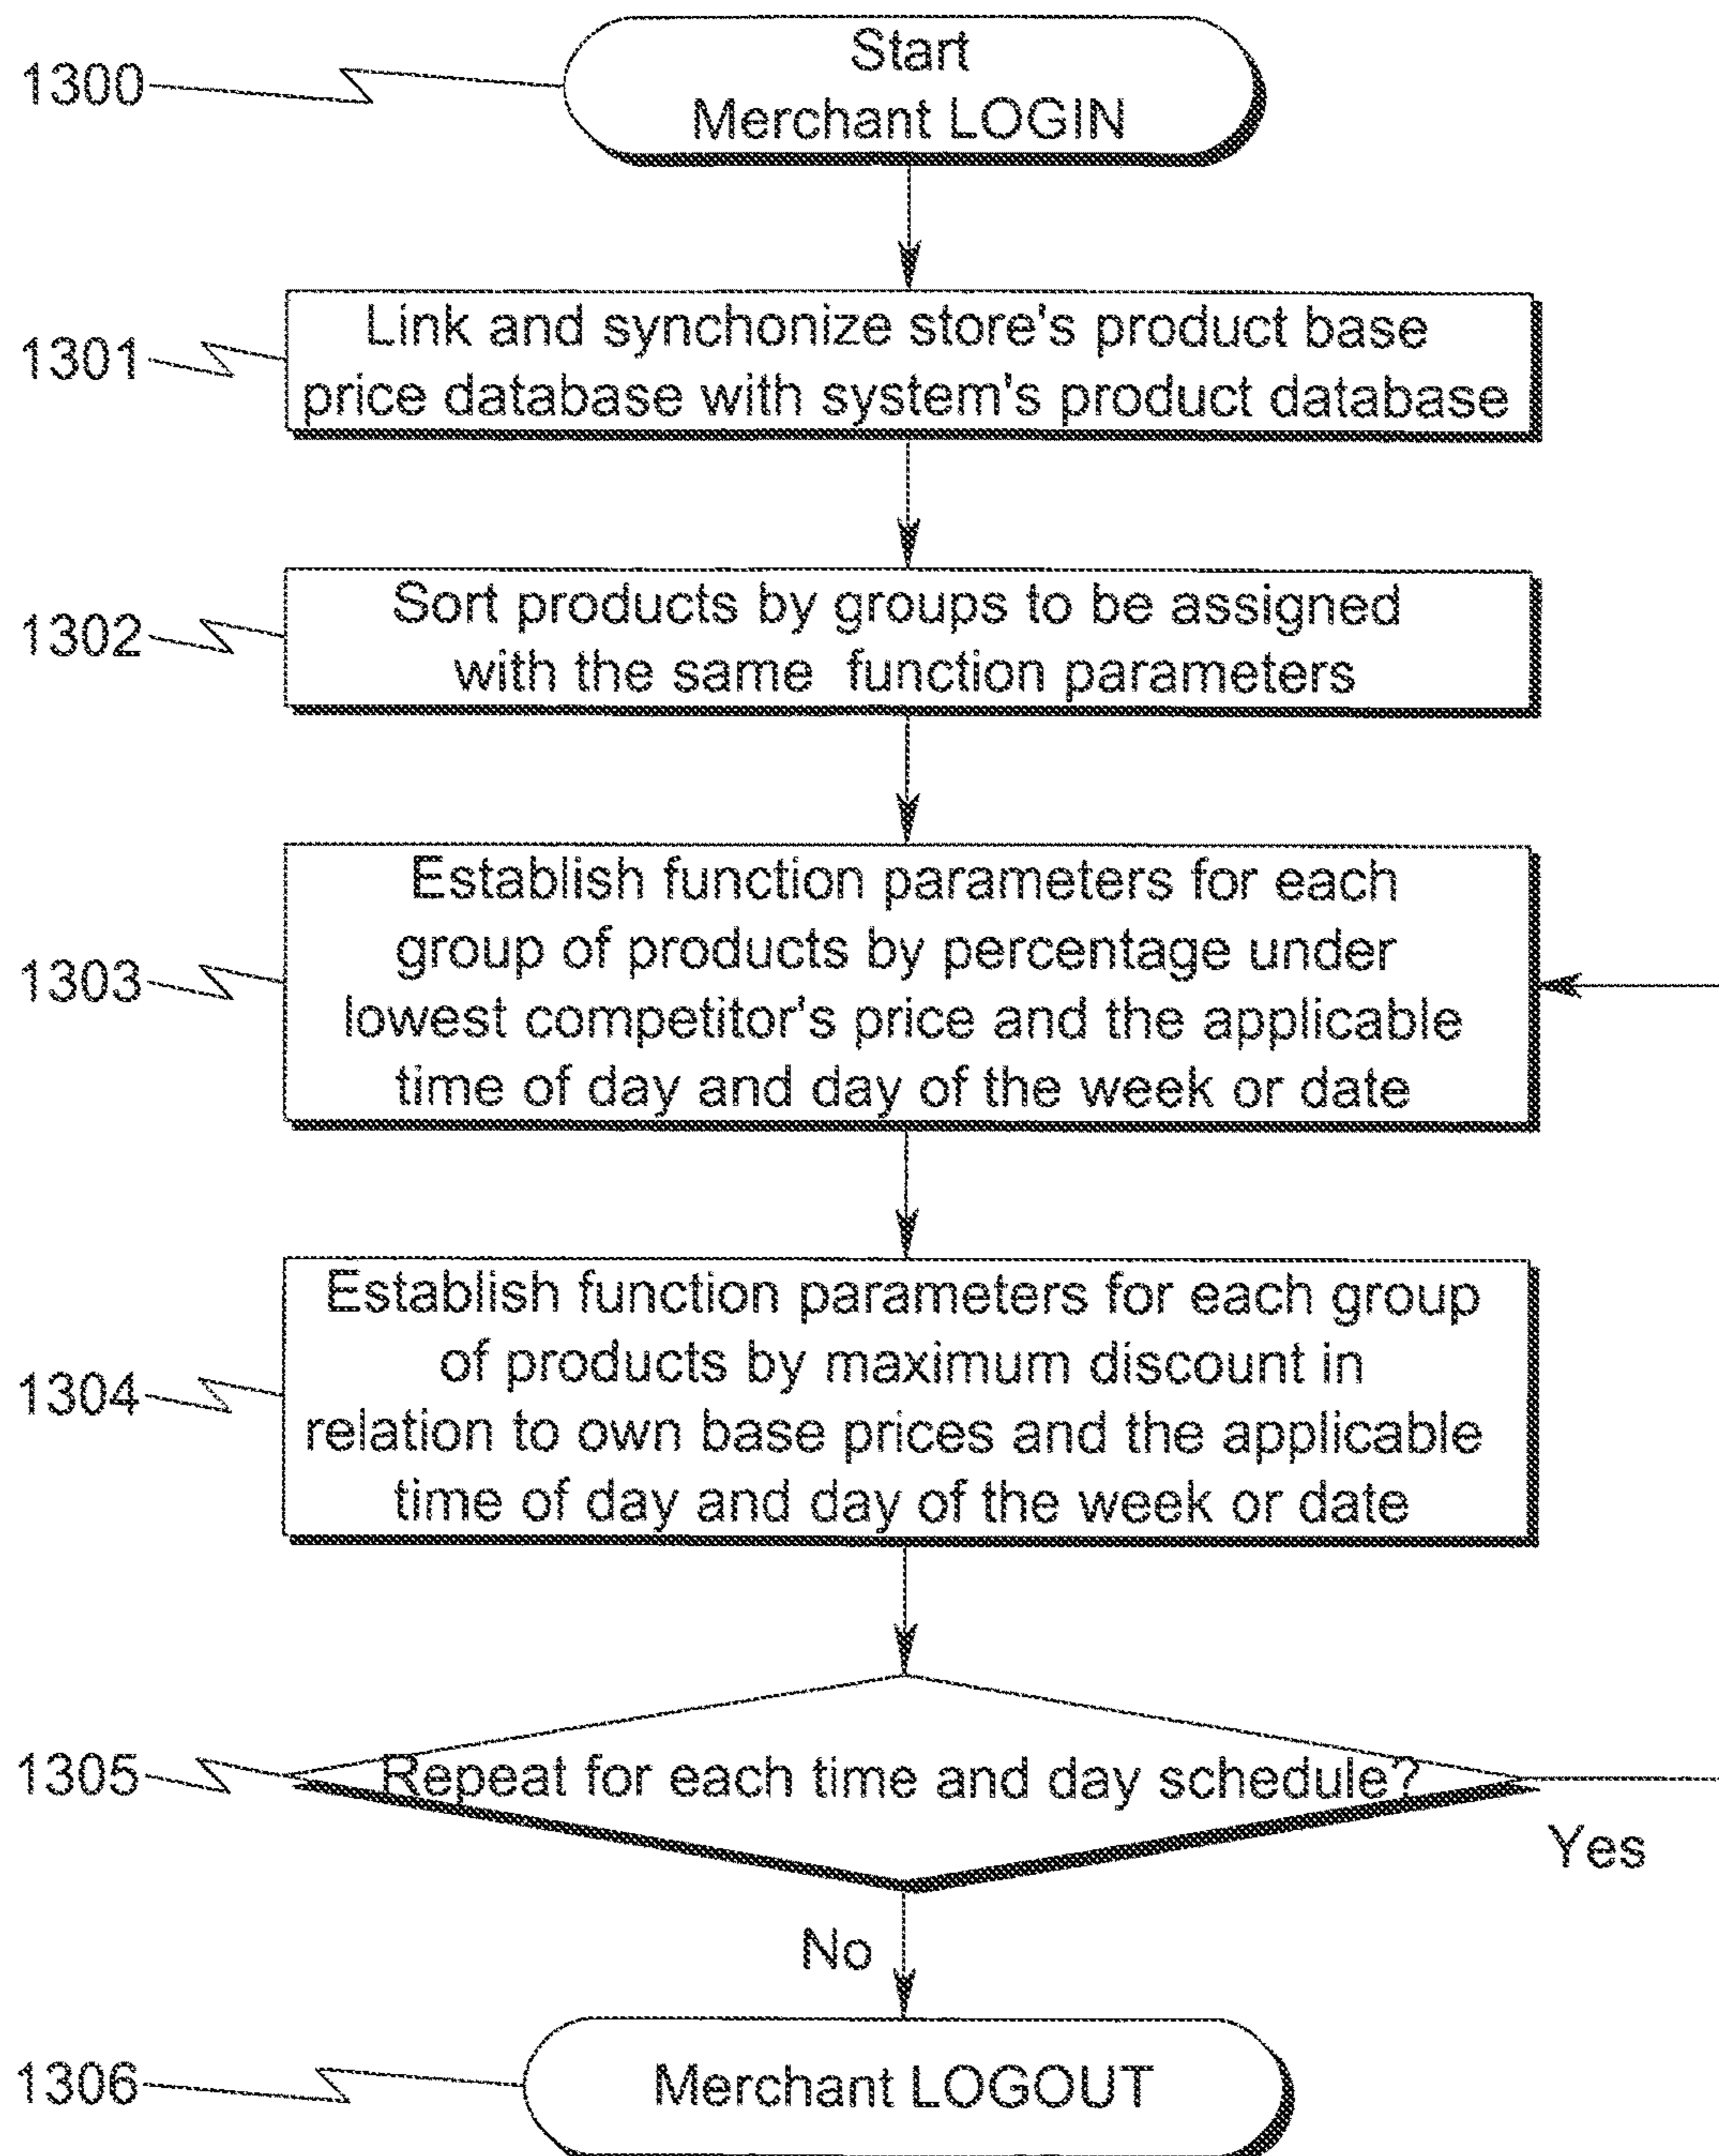 1300
Start
Merchant LOGIN
1301
Link and synchonize store's product base
price database with system's product database
1302
Sort products by groups to be assigned
with the same function parameters
1303
Establish function parameters for each
group of products by percentage under
lowest competitor's price and the applicable
time of day and day of the week or date
1304
Establish function parameters for each group
of products by maximum discount in
relation to own base prices and the applicable
time of day and day of the week or date
1305
Repeat for each time and day schedule?
Yes
No
1306
Merchant LOGOUT